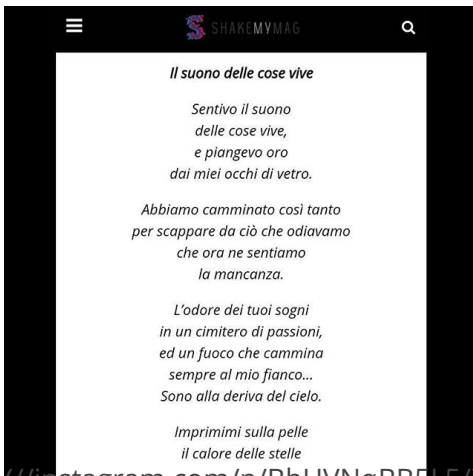 SHAKEMYMAG
Il suono delle cose vive
Sentivo il suono
delle cose vive,
e piangevo oro
dai miei occhi di vetro.
Abbiamo camminato così tanto
per scappare da ciò che odiavamo
che ora ne sentiamo
la mancanza.
L'odore dei tuoi sogni
in un cimitero di passioni,
ed un fuoco che cammina
sempre al mio fianco...
Sono alla deriva del cielo.
Imprimimi sulla pelle
il calore delle stelle